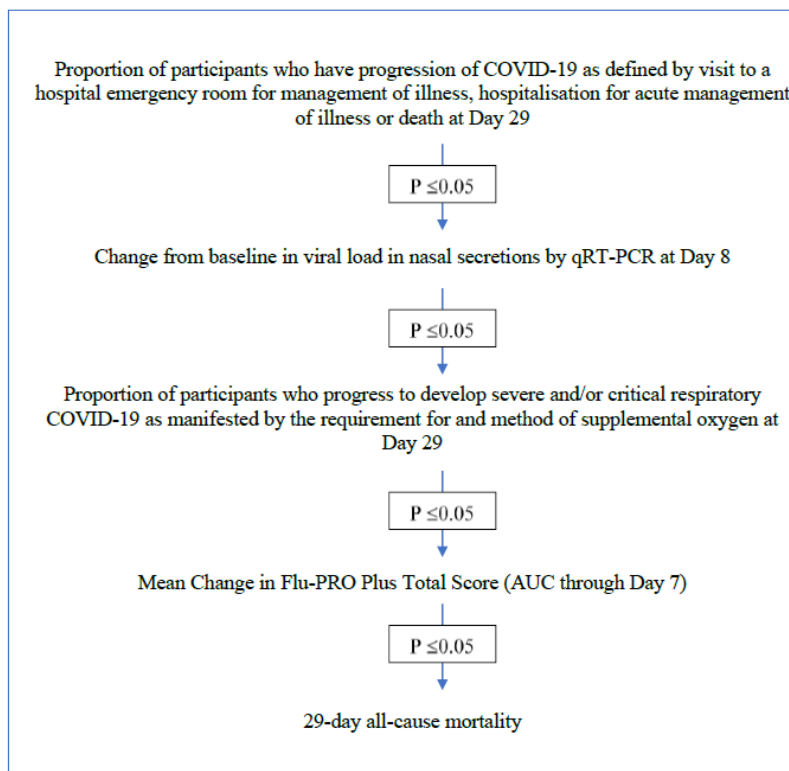 Proportion of participants who have progression of COVID-19 as defined by visit to a
hospital emergency room for management of illness, hospitalisation for acute management
of illness or death at Day 29
P ≤0.05
Change from baseline in viral load in nasal secretions by qRT-PCR at Day 8
P ≤0.05
Proportion of participants who progress to develop severe and/or critical respiratory
COVID-19 as manifested by the requirement for and method of supplemental oxygen at
Day 29
P ≤0.05
Mean Change in Flu-PRO Plus Total Score (AUC through Day 7)
P ≤0.05
29-day all-cause mortality